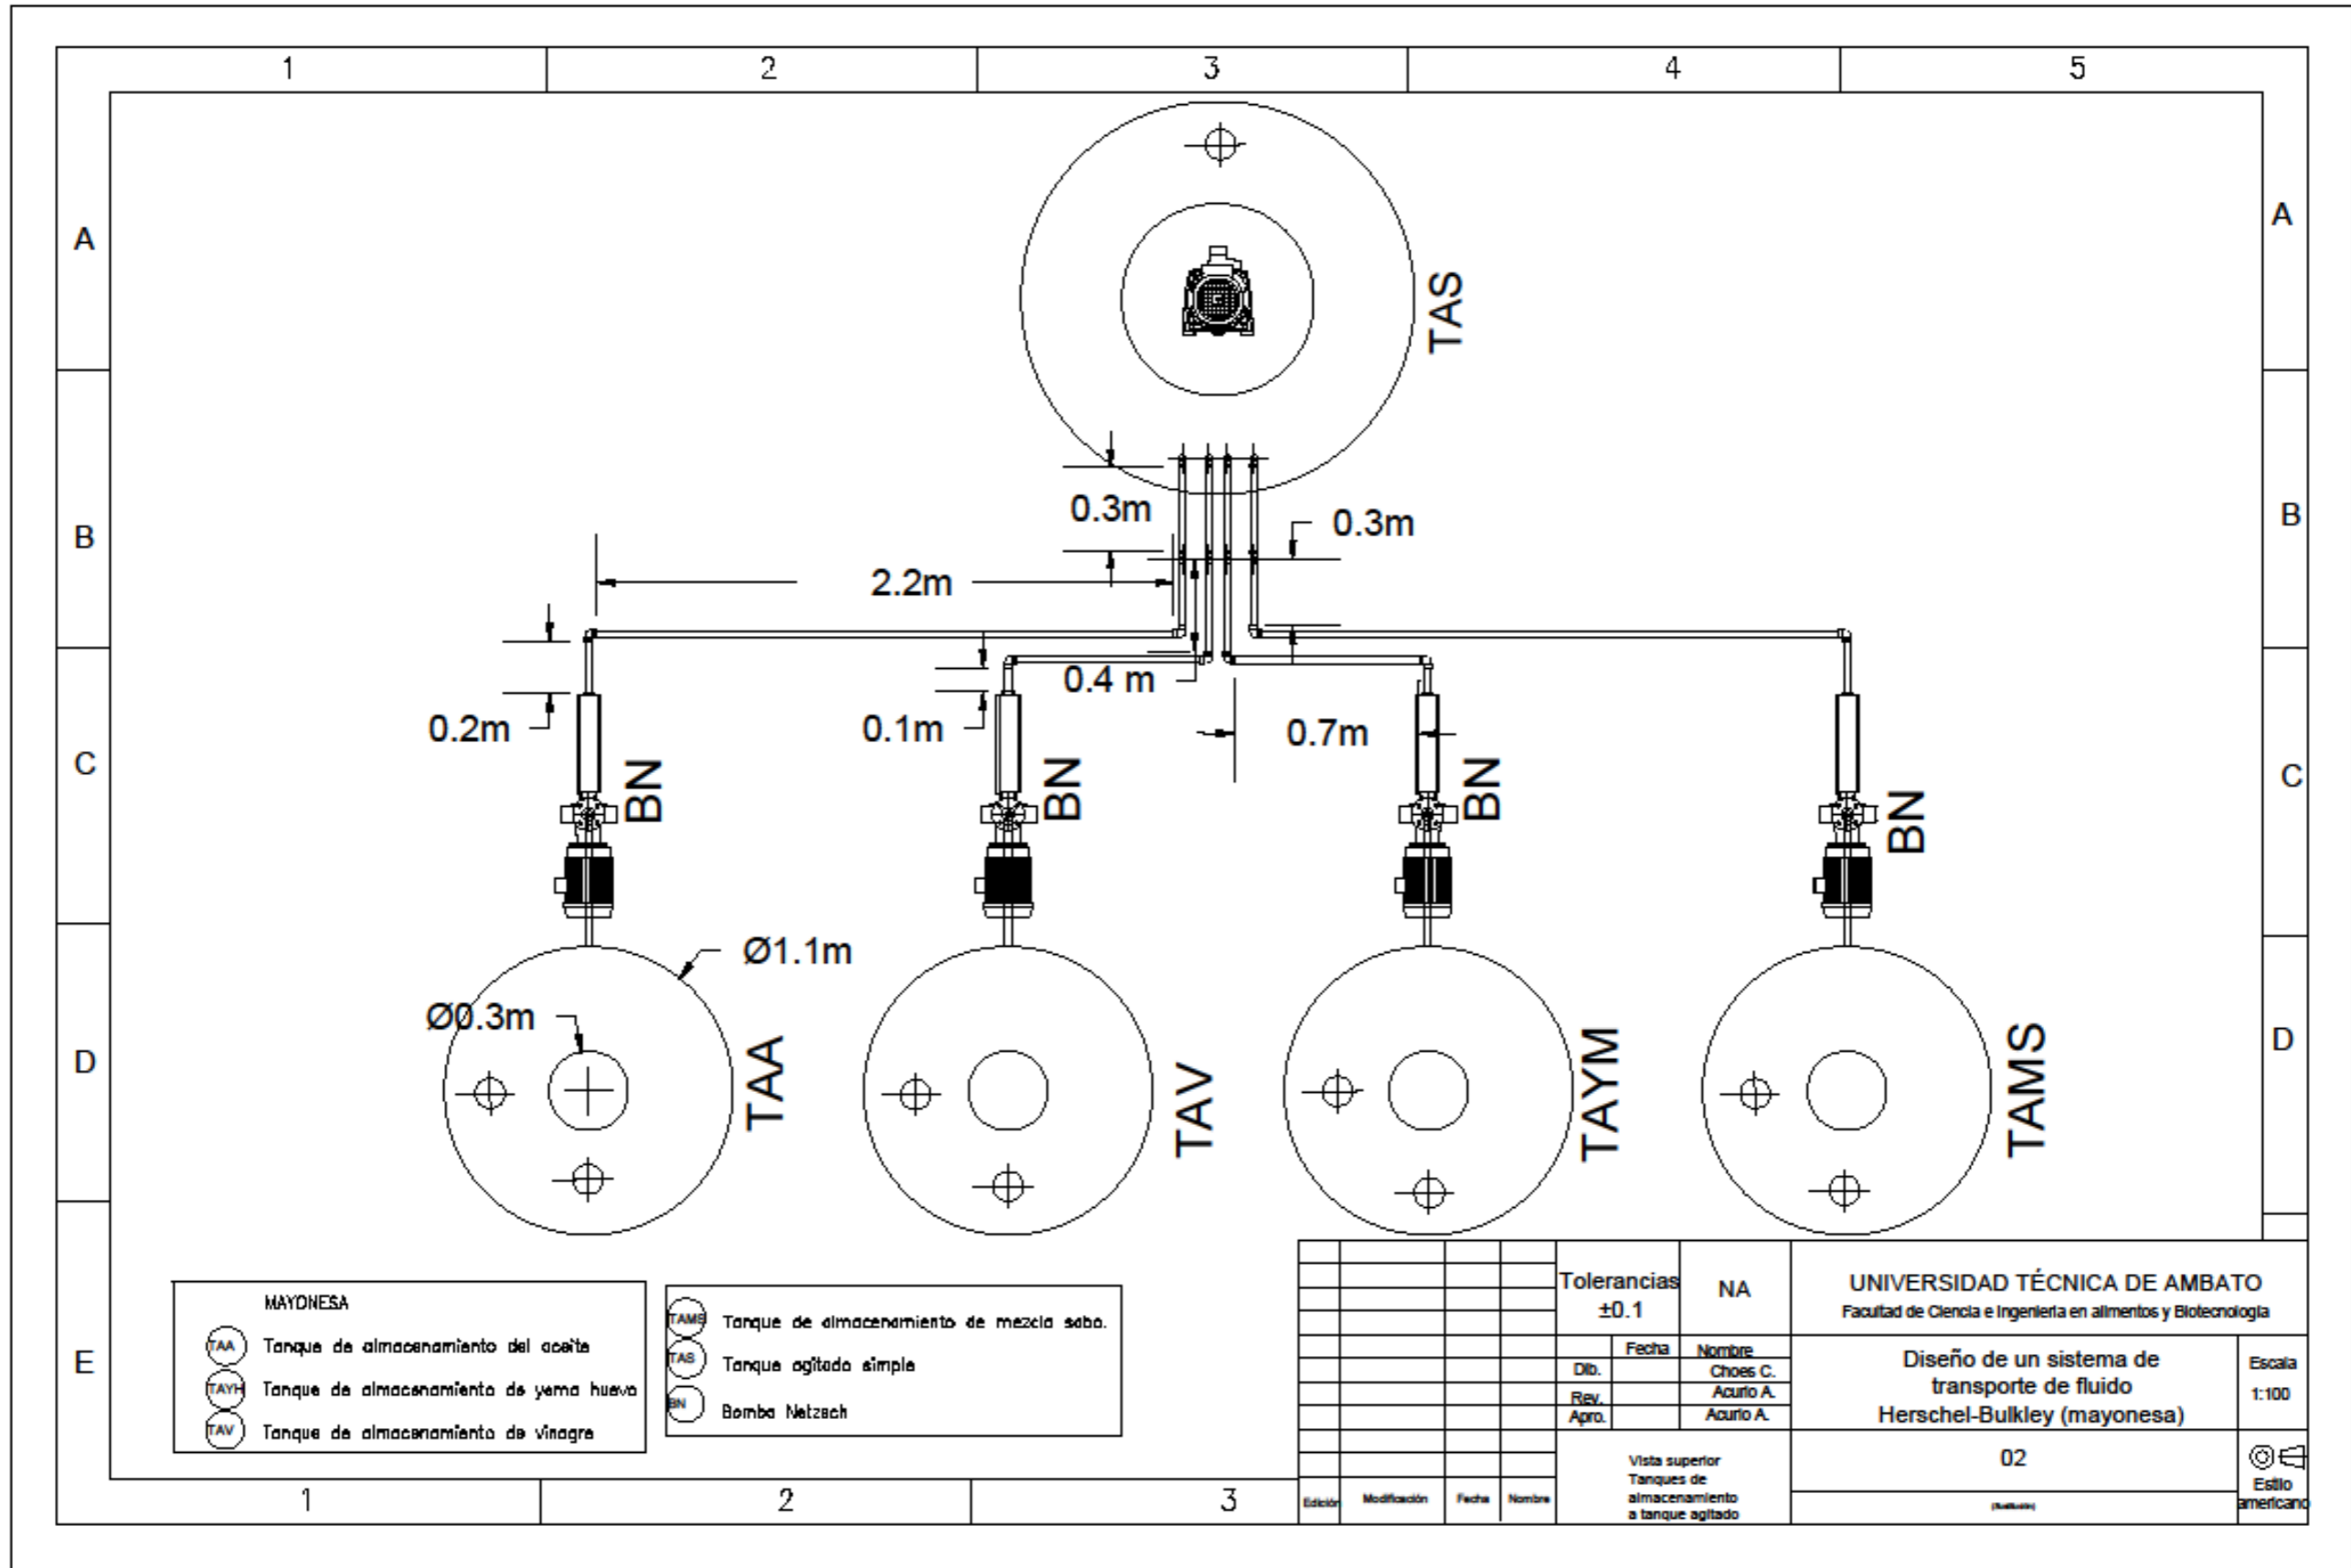 1 2 3 4 5
A A
TAS
0.3m
0.3m
B B
2.2m
0.4 m
0.2m
0.1m
0.7m
C C
BN BN BN BN
Ø1.1m
Ø0.3m
D D
TAA TAV TAYM TAMS
MAYONESA
TAA Tanque de almacenamiento del aceite
TAYH Tanque de almacenamiento de yema huevo
TAV Tanque de almacenamiento de vinagre
TAMS Tanque de almacenamiento de mezcla sabo.
TAS Tanque agitado simple
BN Bomba Netzsch
E
1 2 3
Tolerancias
±0.1
NA
UNIVERSIDAD TÉCNICA DE AMBATO
Facultad de Ciencia e Ingeniería en alimentos y Biotecnología
Fecha Nombre
Dib. Choes C.
Rev. Acurio A.
Apro. Acurio A.
Diseño de un sistema de
transporte de fluido
Herschel-Bulkley (mayonesa)
Escala
1:100
Vista superior
Tanques de
almacenamiento
a tanque agitado
02
Estilo
americano
Edición Modificación Fecha Nombre